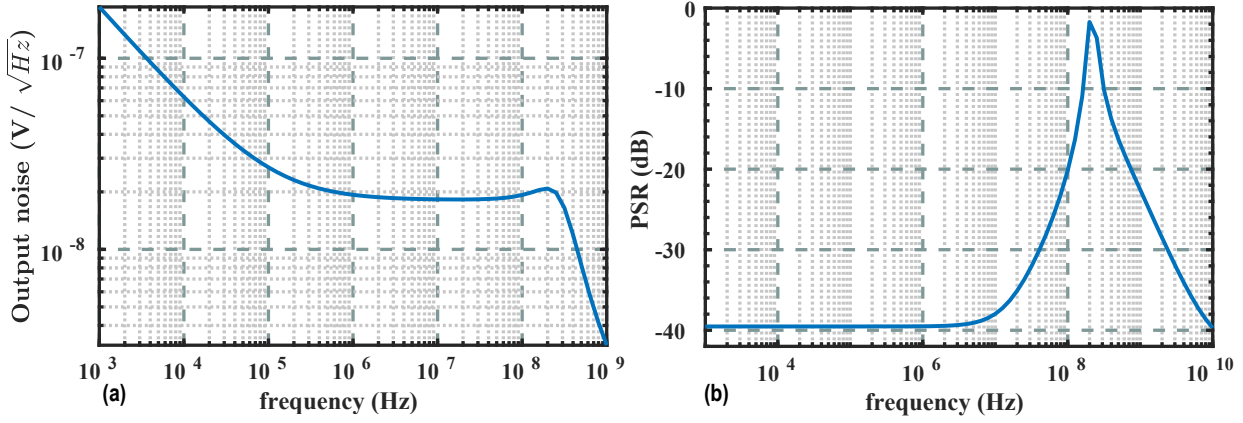 Output noise (V/ √Hz)
10^-7
10^-8
10^3 10^4 10^5 10^6 10^7 10^8 10^9
(a)
frequency (Hz)
PSR (dB)
0
-10
-20
-30
-40
10^4 10^6 10^8 10^10
(b)
frequency (Hz)